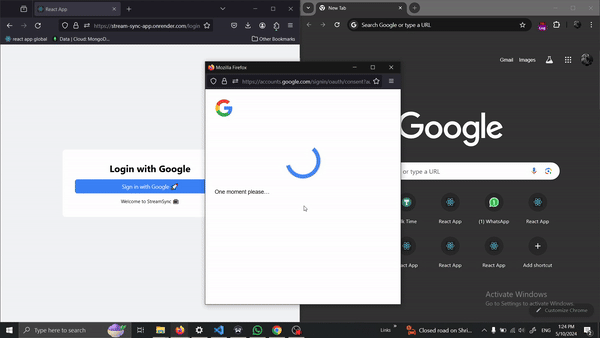 React App
https://stream-sync-app.onrender.com/login
react app global
Data | Cloud: MongoD...
Other Bookmarks
Login with Google
Sign in with Google
Welcome to StreamSync
Mozilla Firefox
https://accounts.google.com/signin/oauth/consent?au
One moment please...
New Tab
Search Google or type a URL
Gmail
Images
Google
or type a URL
lk Time
React App
(1) WhatsApp
React App
React App
React App
React App
Add shortcut
Activate Windows
Go to Settings to activate Windows.
Customize Chrome
Type here to search
Links
Closed road on Shri...
ENG
1:24 PM
5/10/2024